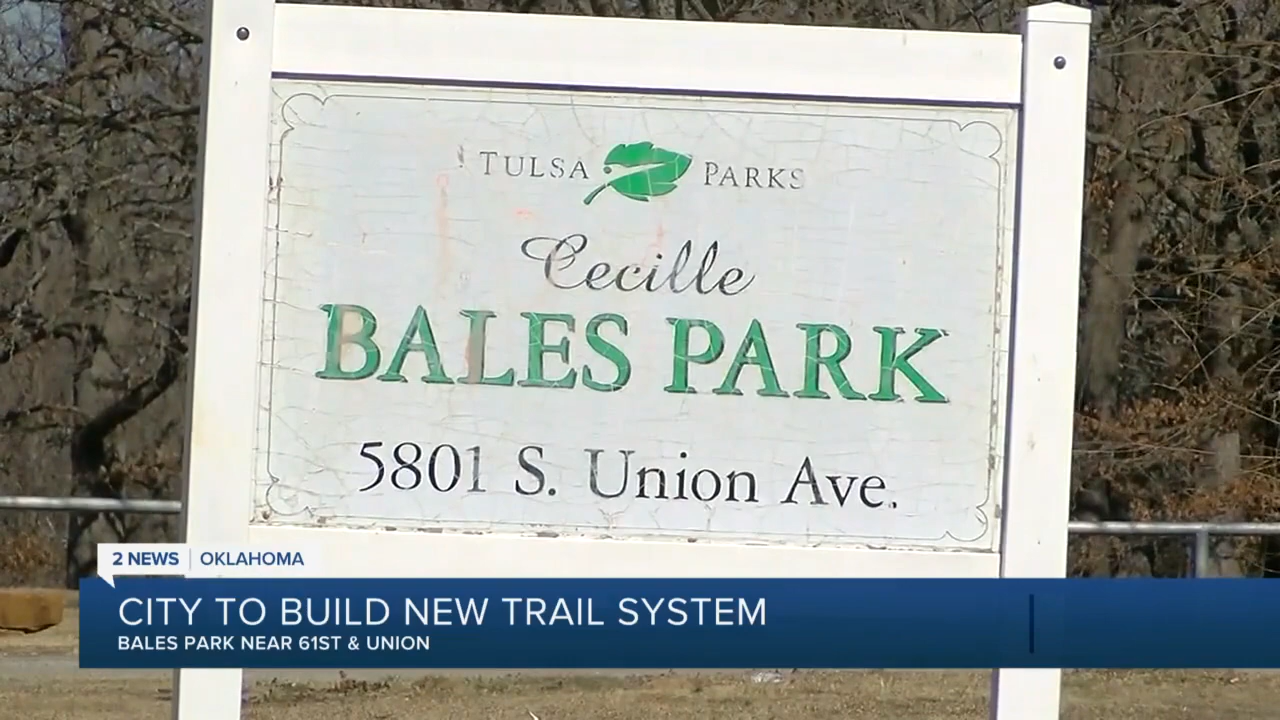 TULSA PARKS
Cecille
BALES PARK
5801 S. Union Ave.
2 NEWS OKLAHOMA
CITY TO BUILD NEW TRAIL SYSTEM
BALES PARK NEAR 61ST & UNION